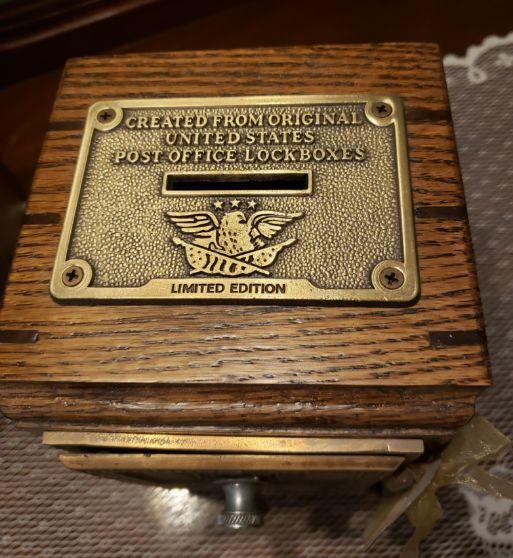 CREATED FROM ORIGINAL
UNITED STATES
POST OFFICE LOCKBOXES
LIMITED EDITION